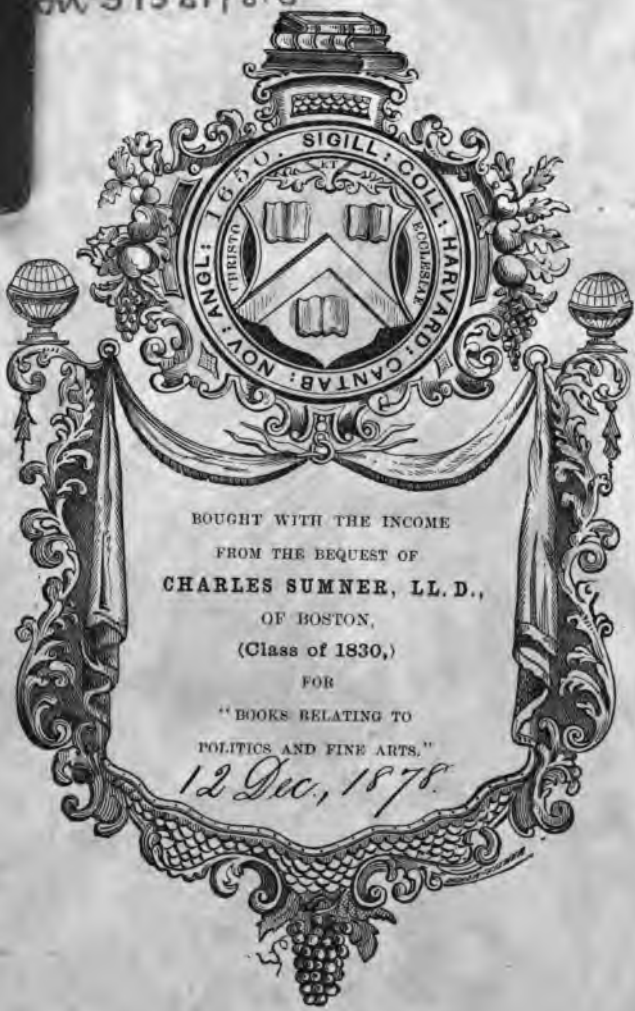 SIGILL: COLL: HARVARD: CANTAB: NOV: ANGL: 1650.
ET
CHRISTO
ECCLESIAE
BOUGHT WITH THE INCOME
FROM THE BEQUEST OF
CHARLES SUMNER, LL. D.,
OF BOSTON,
(Class of 1830,)
FOR
"BOOKS RELATING TO
POLITICS AND FINE ARTS."
12 Dec., 1878.